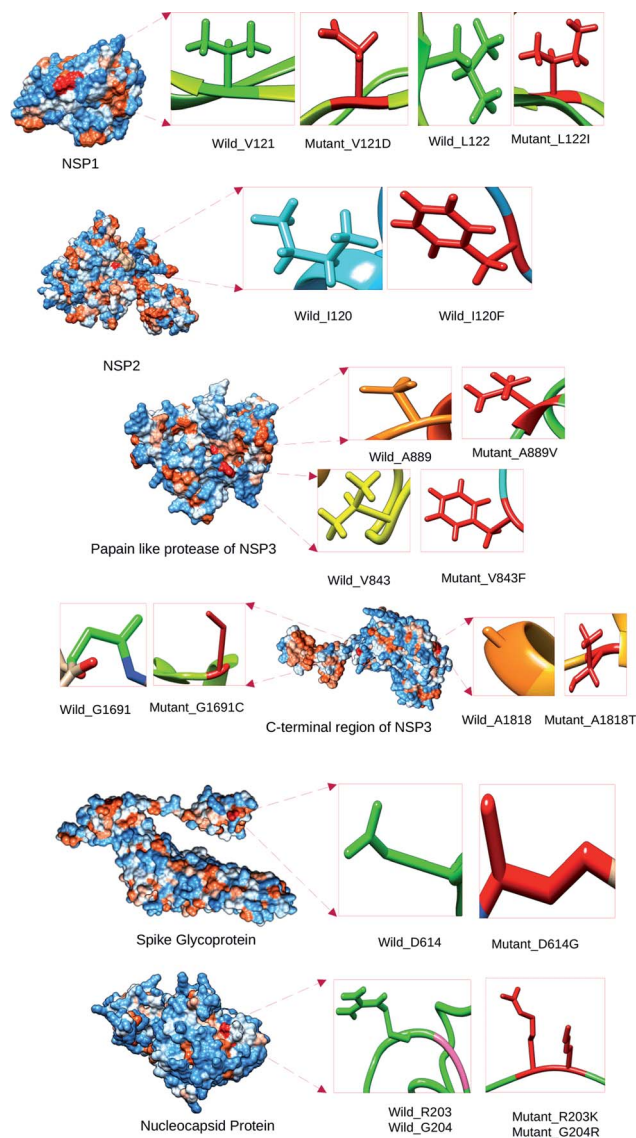 Wild_V121
Mutant_V121D
Wild_L122
Mutant_L122I
NSP1
Wild_I120
Wild_I120F
NSP2
Wild_A889
Mutant_A889V
Papain like protease of NSP3
Wild_V843
Mutant_V843F
Wild_G1691
Mutant_G1691C
C-terminal region of NSP3
Wild_A1818
Mutant_A1818T
Spike Glycoprotein
Wild_D614
Mutant_D614G
Nucleocapsid Protein
Wild_R203
Wild_G204
Mutant_R203K
Mutant_G204R